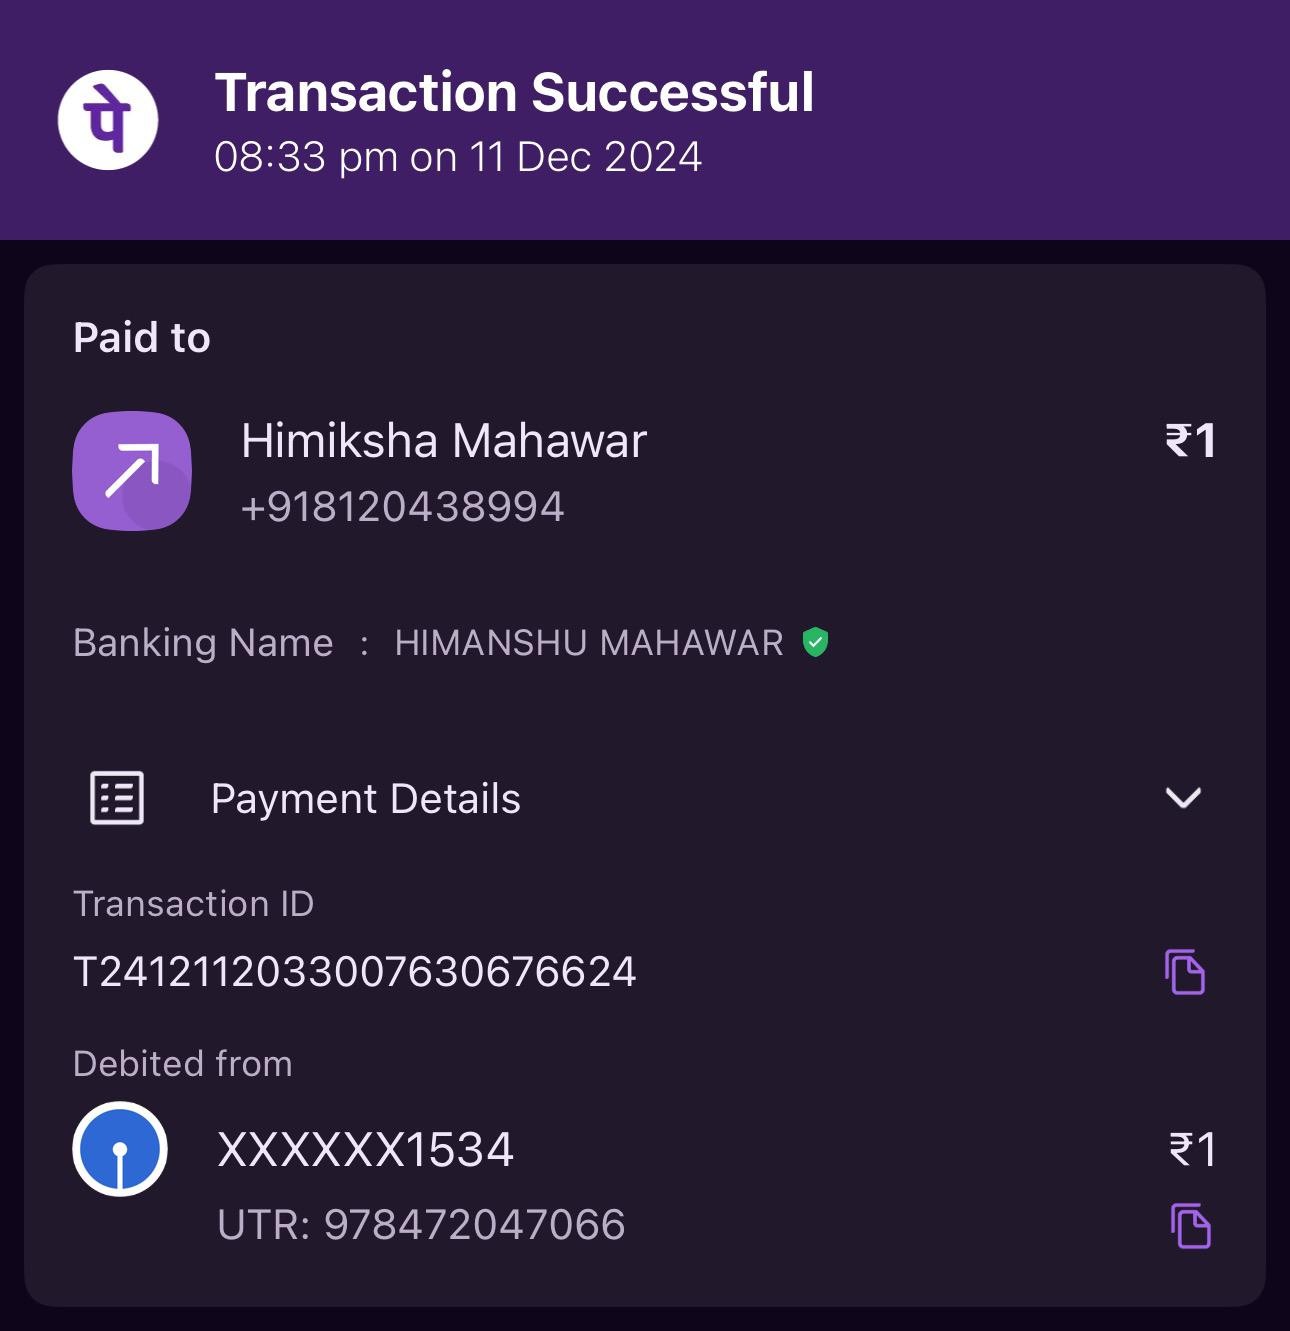 पे
Transaction Successful
08:33 pm on 11 Dec 2024
Paid to
Himiksha Mahawar ₹1
+918120438994
Banking Name : HIMANSHU MAHAWAR
Payment Details
Transaction ID
T2412112033007630676624
Debited from
XXXXXX1534 ₹1
UTR: 978472047066